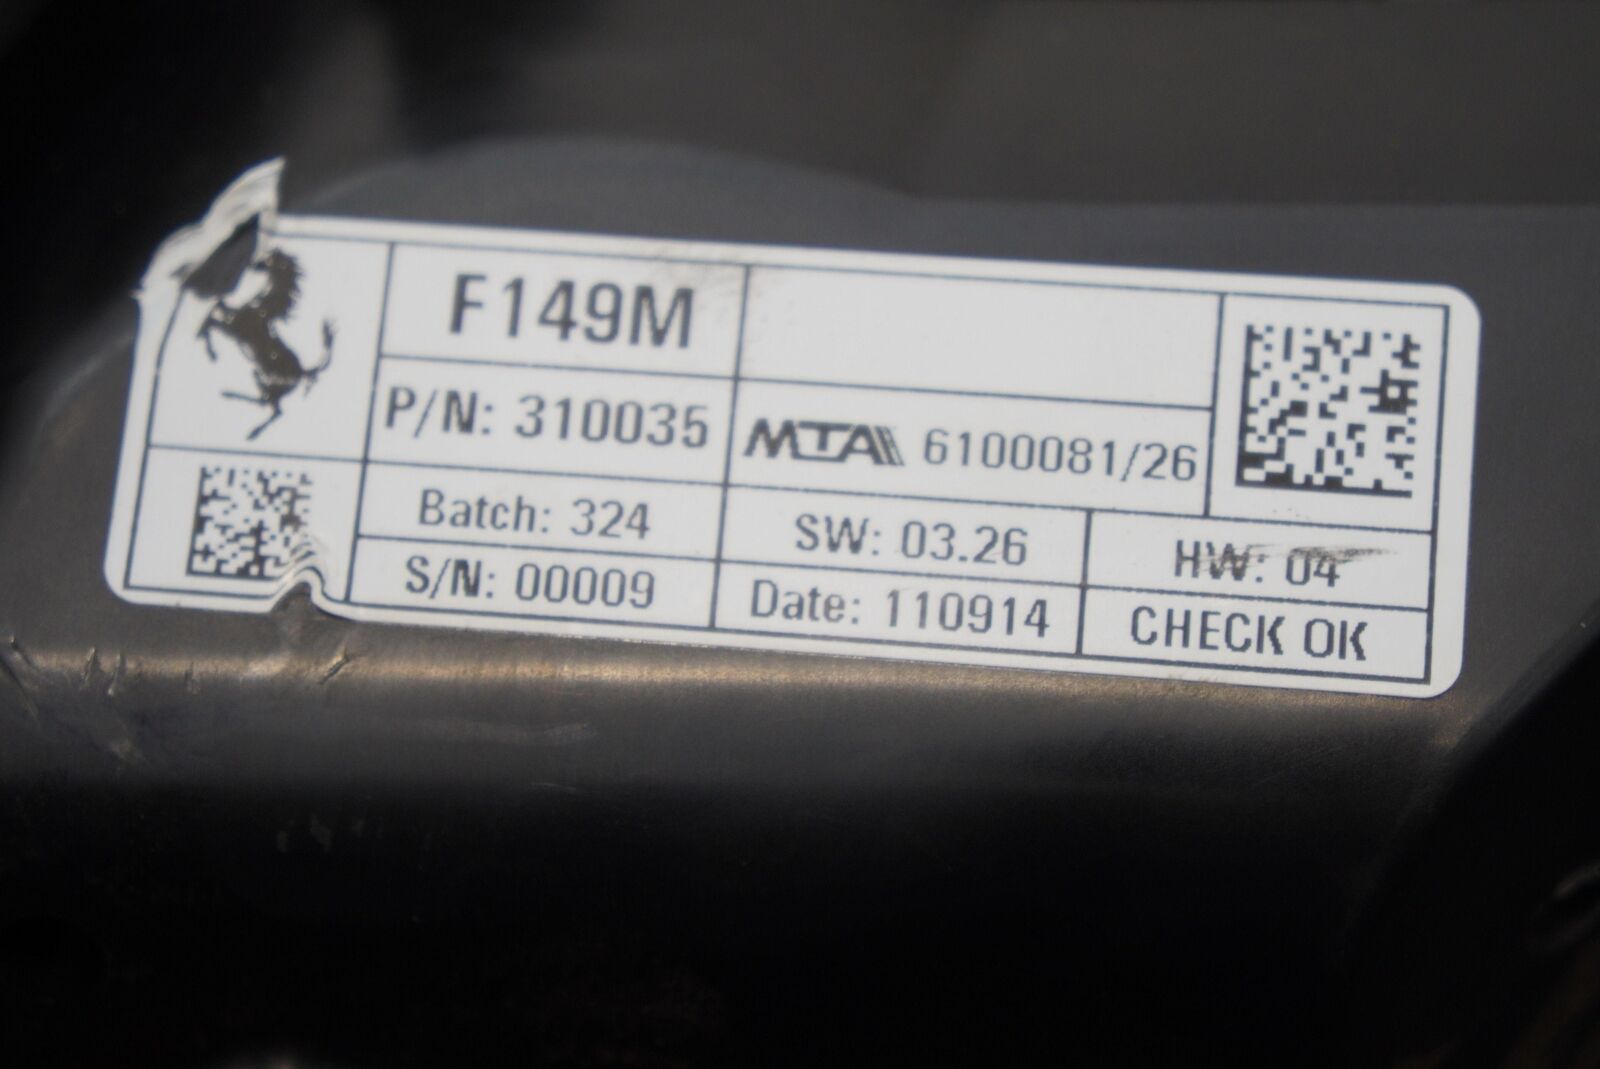 F149M
P/N: 310035
MTA 6100081/26
Batch: 324
SW: 03.26
HW: 04
S/N: 00009
Date: 110914
CHECK OK